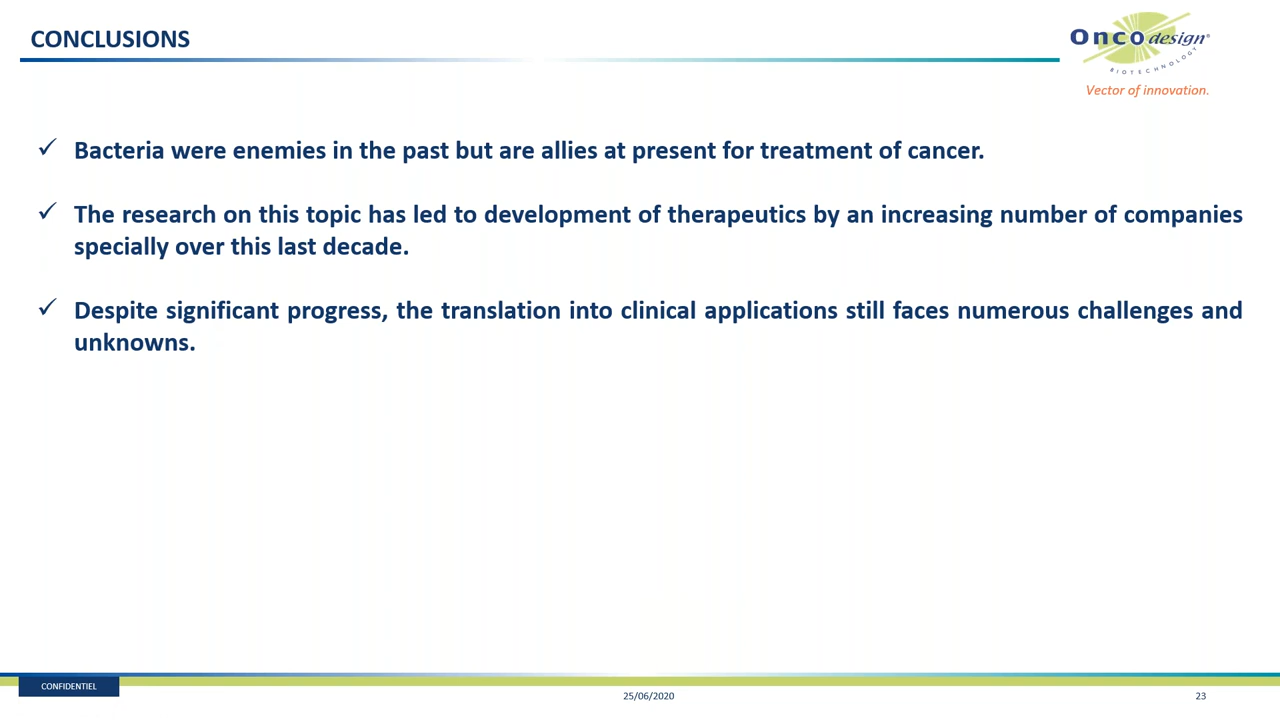 CONCLUSIONS
Oncodesign®
BIOTECHNOLOGY
Vector of innovation.
✓ Bacteria were enemies in the past but are allies at present for treatment of cancer.
✓ The research on this topic has led to development of therapeutics by an increasing number of companies
specially over this last decade.
✓ Despite significant progress, the translation into clinical applications still faces numerous challenges and
unknowns.
CONFIDENTIEL
25/06/2020
23